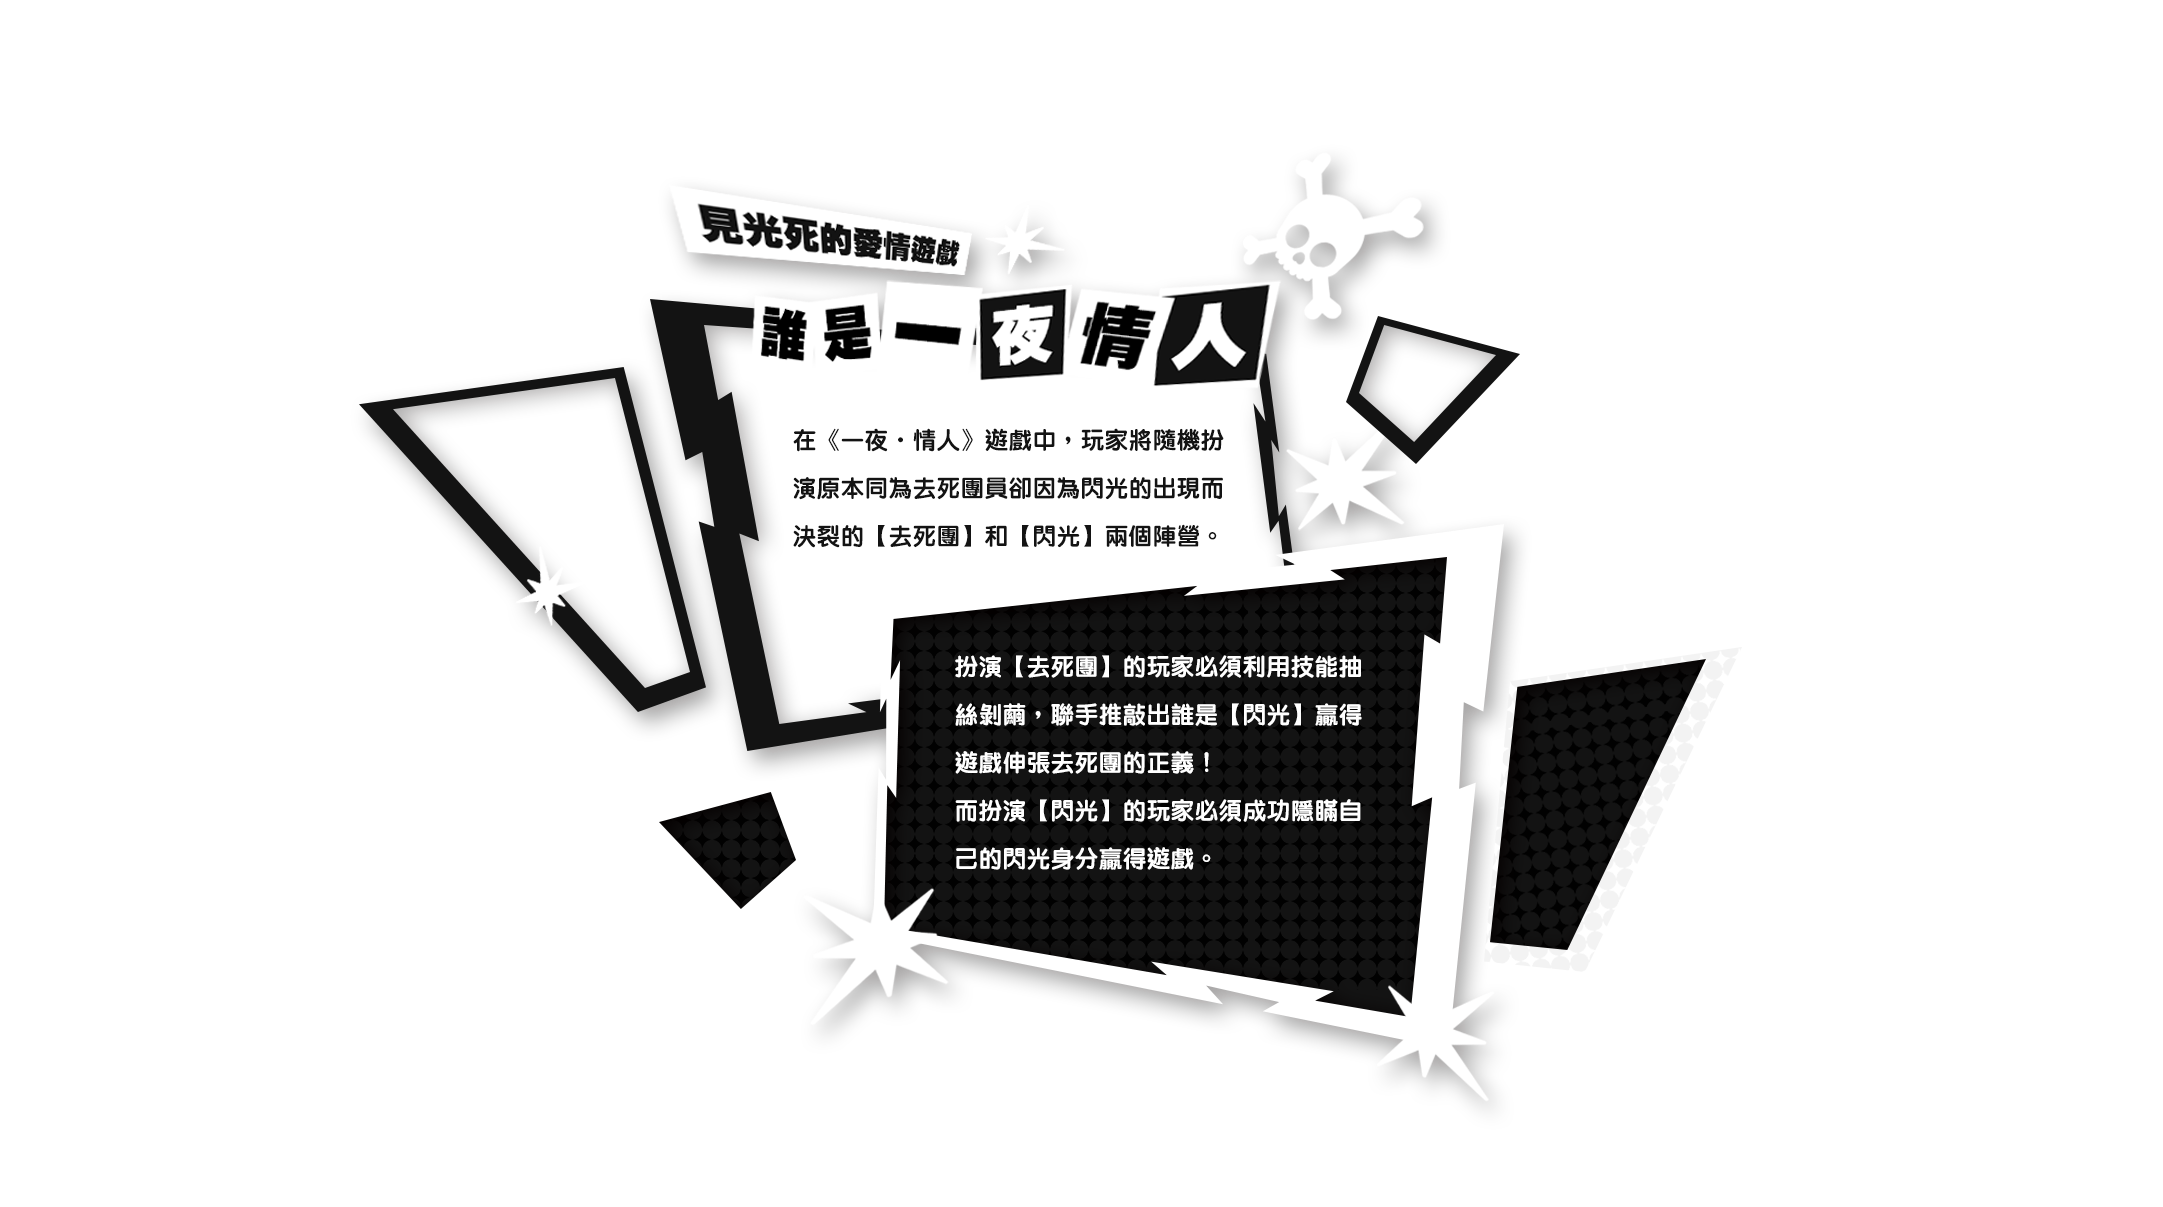 見光死的愛情遊戲
誰是一夜情人
在《一夜・情人》遊戲中，玩家將隨機扮
演原本同為去死團員卻因為閃光的出現而
決裂的【去死團】和【閃光】兩個陣營。
扮演【去死團】的玩家必須利用技能抽
絲剝繭，聯手推敲出誰是【閃光】贏得
遊戲伸張去死團的正義！
而扮演【閃光】的玩家必須成功隱瞞自
己的閃光身分贏得遊戲。